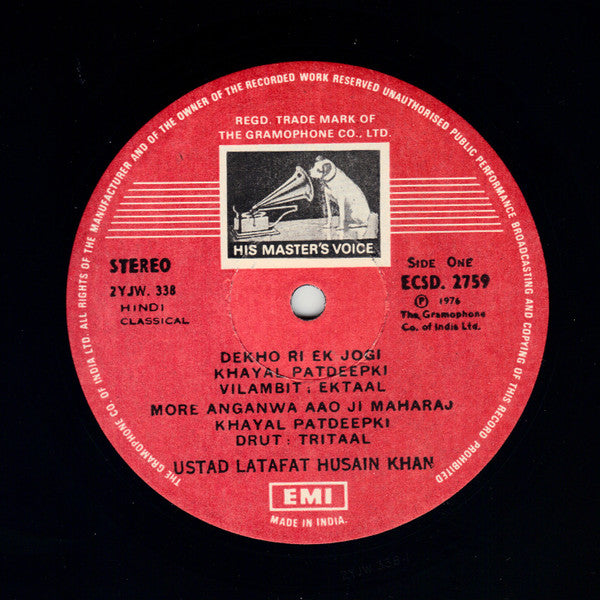 THE GRAMOPHONE CO. OF INDIA LTD. ALL RIGHTS OF THE MANUFACTURER AND OF THE OWNER OF THE RECORDED WORK RESERVED UNAUTHORISED PUBLIC PERFORMANCE BROADCASTING AND COPYING OF THIS RECORD PROHIBITED
REGD. TRADE MARK OF
THE GRAMOPHONE CO., LTD.
HIS MASTER'S VOICE
STEREO
2YJW. 338
HINDI
CLASSICAL
SIDE ONE
ECSD. 2759
Ⓟ 1976
The Gramophone
Co. of India Ltd.
DEKHO RI EK JOGI
KHAYAL PATDEEPKI
VILAMBIT : EKTAAL
MORE ANGANWA AAO JI MAHARAJ
KHAYAL PATDEEPKI
DRUT : TRITAAL
USTAD LATAFAT HUSAIN KHAN
EMI
MADE IN INDIA.